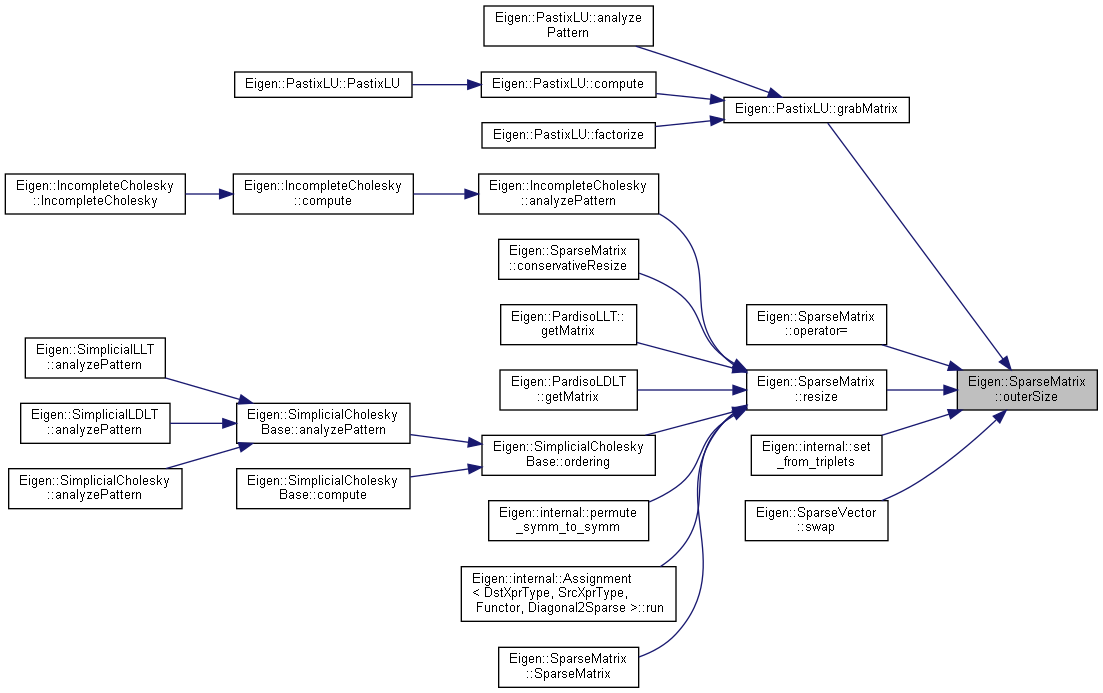 Eigen::PastixLU::analyze
Pattern
Eigen::PastixLU::PastixLU
Eigen::PastixLU::compute
Eigen::PastixLU::grabMatrix
Eigen::PastixLU::factorize
Eigen::IncompleteCholesky
::IncompleteCholesky
Eigen::IncompleteCholesky
::compute
Eigen::IncompleteCholesky
::analyzePattern
Eigen::SparseMatrix
::conservativeResize
Eigen::PardisoLLT::
getMatrix
Eigen::SparseMatrix
::operator=
Eigen::SimplicialLLT
::analyzePattern
Eigen::PardisoLDLT
::getMatrix
Eigen::SparseMatrix
::resize
Eigen::SparseMatrix
::outerSize
Eigen::SimplicialLDLT
::analyzePattern
Eigen::SimplicialCholesky
Base::analyzePattern
Eigen::SimplicialCholesky
Base::ordering
Eigen::internal::set
_from_triplets
Eigen::SimplicialCholesky
::analyzePattern
Eigen::SimplicialCholesky
Base::compute
Eigen::internal::permute
_symm_to_symm
Eigen::SparseVector
::swap
Eigen::internal::Assignment
< DstXprType, SrcXprType,
Functor, Diagonal2Sparse >::run
Eigen::SparseMatrix
::SparseMatrix